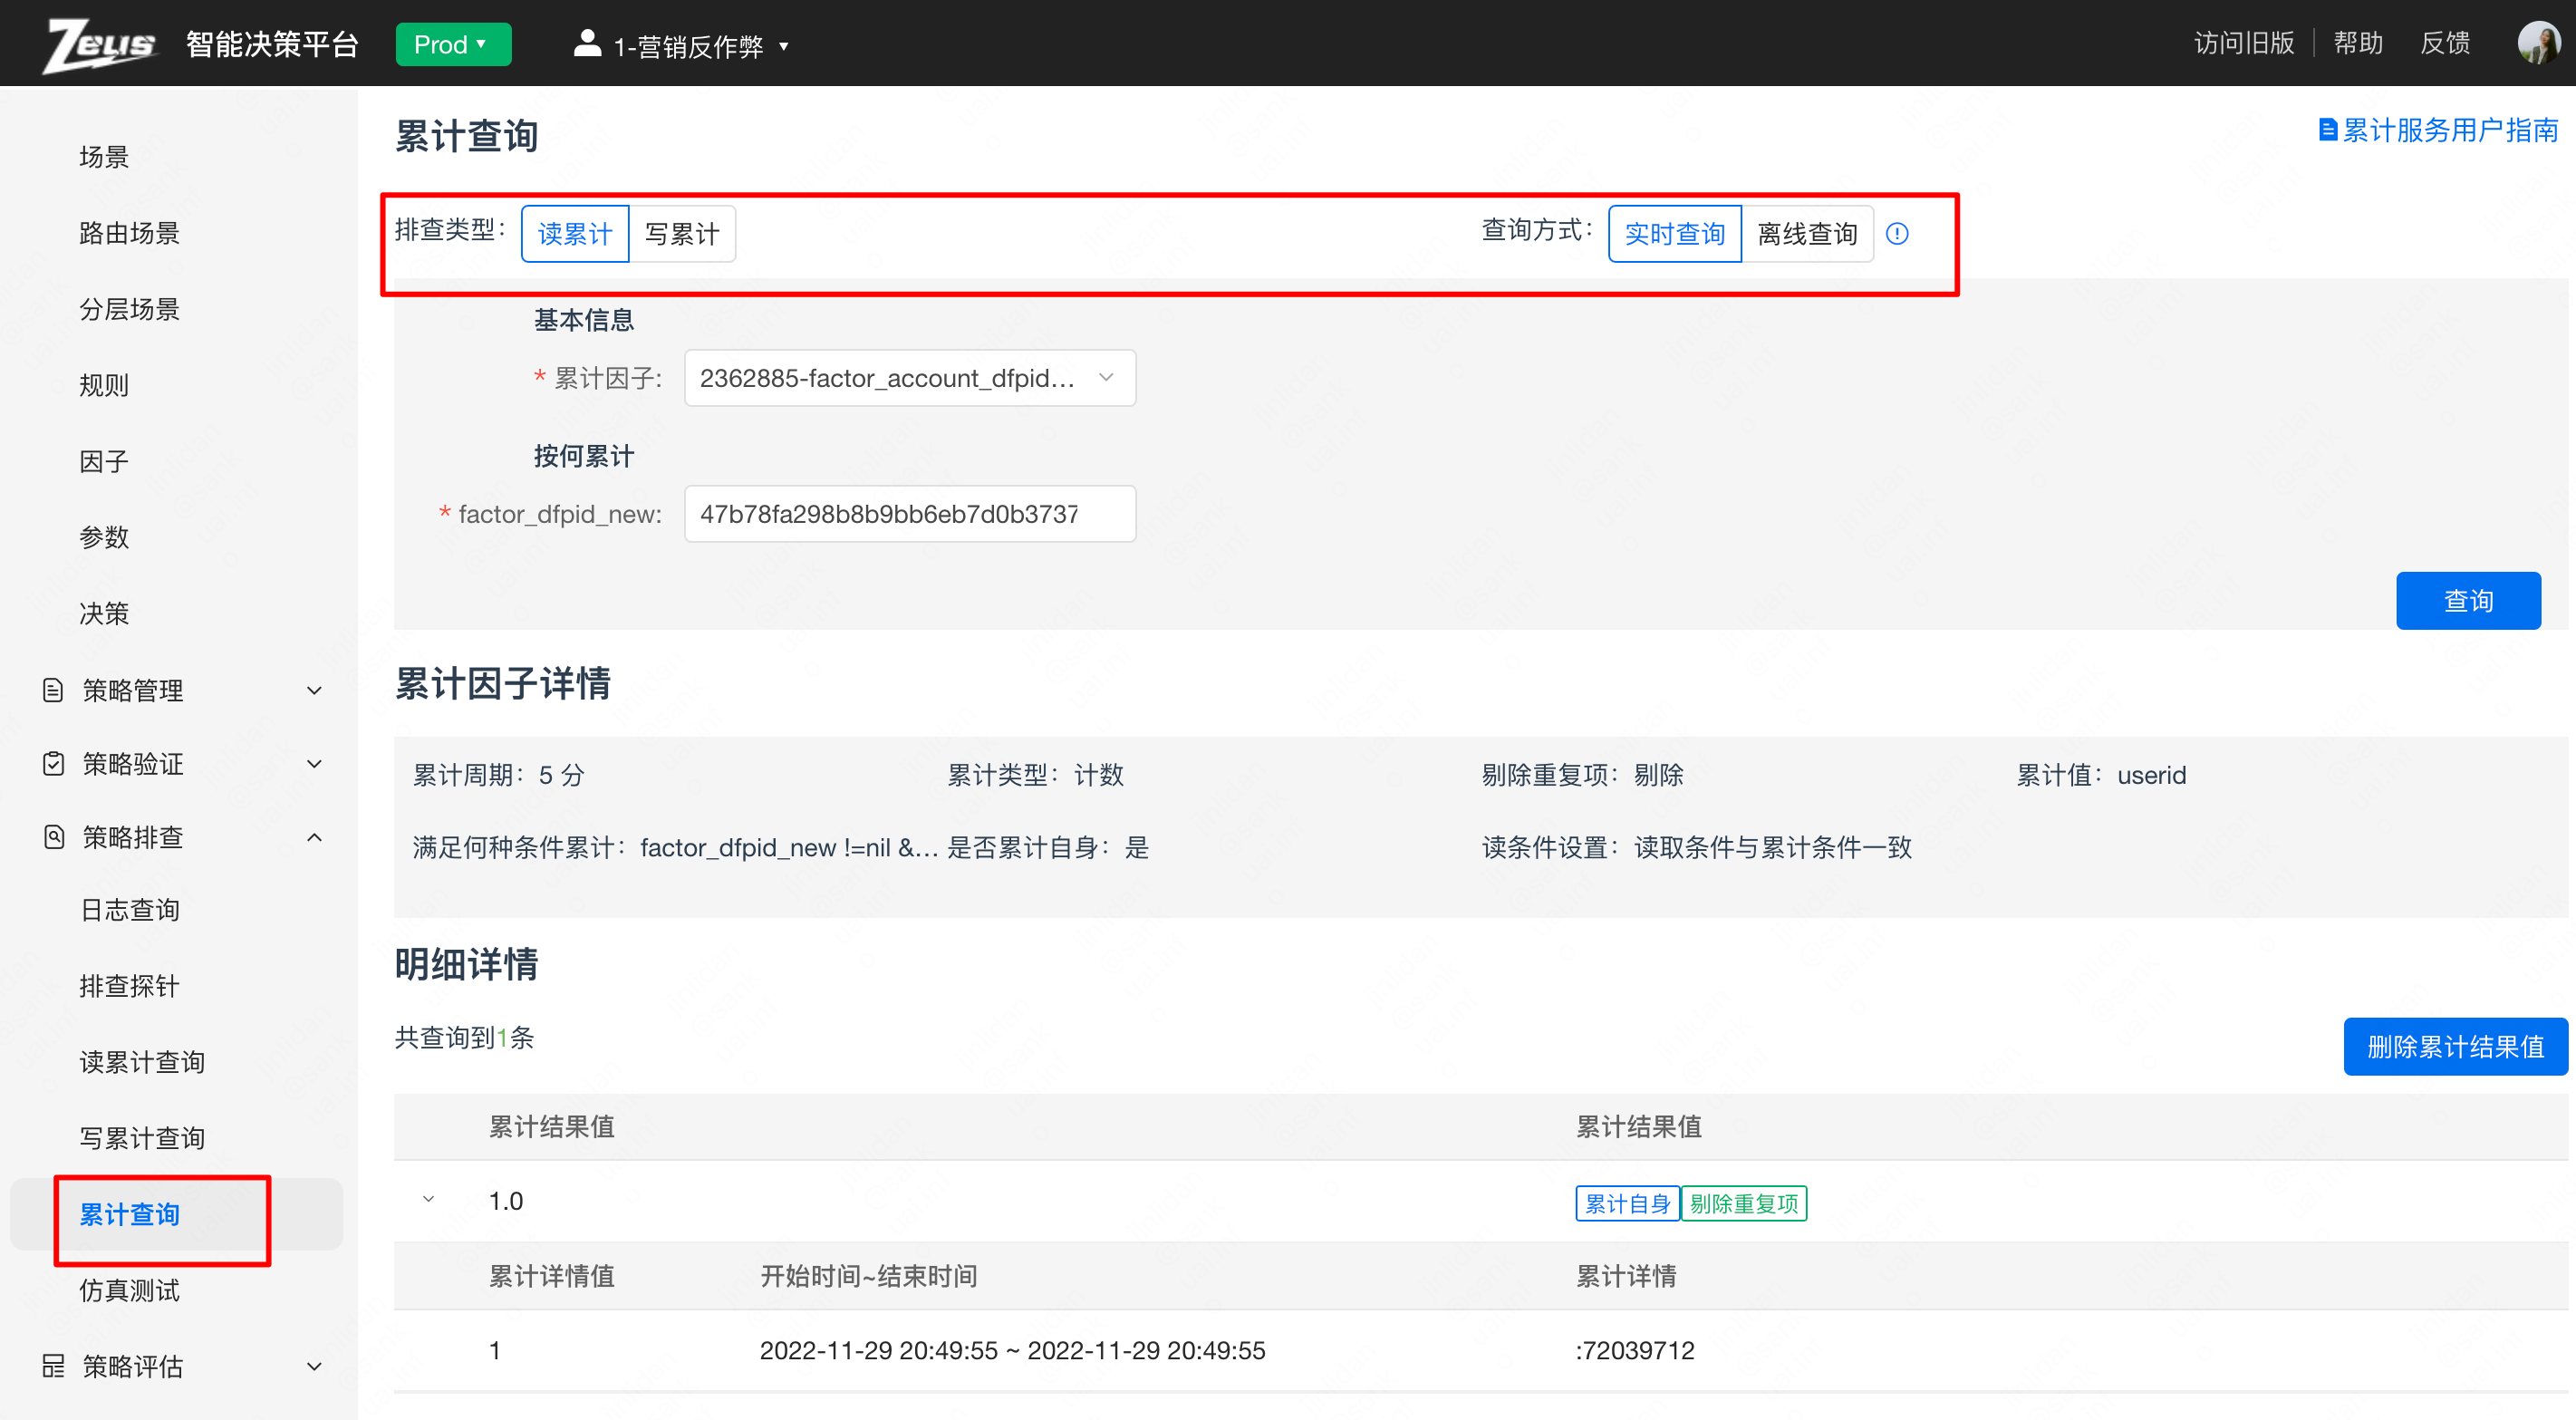 Zeus 智能决策平台 Prod 1-营销反作弊 访问旧版 帮助 反馈
场景
路由场景
分层场景
规则
因子
参数
决策
策略管理
策略验证
策略排查
日志查询
排查探针
读累计查询
写累计查询
累计查询
仿真测试
策略评估
累计查询 累计服务用户指南
排查类型: 读累计 写累计 查询方式: 实时查询 离线查询
基本信息
* 累计因子: 2362885-factor_account_dfpid...
按何累计
* factor_dfpid_new: 47b78fa298b8b9bb6eb7d0b3737
查询
累计因子详情
累计周期: 5 分 累计类型: 计数 剔除重复项: 剔除 累计值: userid
满足何种条件累计: factor_dfpid_new !=nil &... 是否累计自身: 是 读条件设置: 读取条件与累计条件一致
明细详情
共查询到1条 删除累计结果值
累计结果值 累计结果值
1.0 累计自身 剔除重复项
累计详情值 开始时间~结束时间 累计详情
1 2022-11-29 20:49:55 ~ 2022-11-29 20:49:55 :72039712